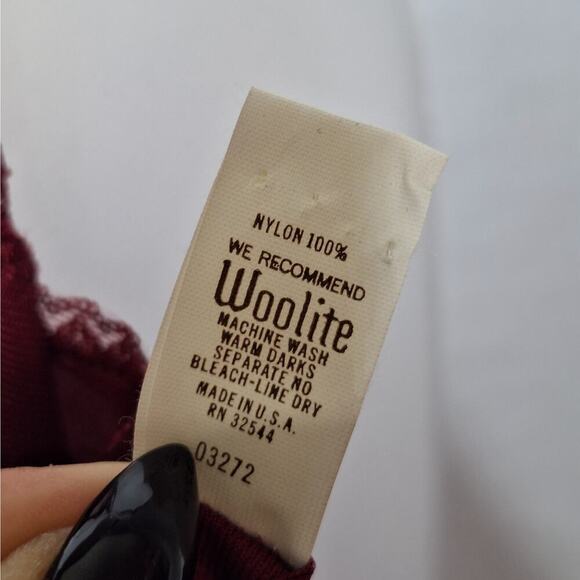 NYLON 100%
WE RECOMMEND
Woolite
MACHINE WASH
WARM DARKS
SEPARATE NO
BLEACH-LINE DRY
MADE IN U.S.A.
RN 32544
03272